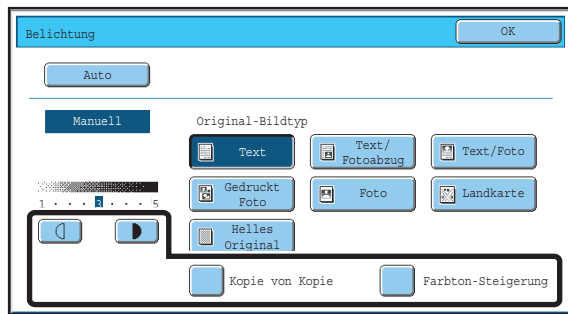 Belichtung
OK
Auto
Manuell
Original-Bildtyp
Text
Text/
Fotoabzug
Text/Foto
Gedruckt
Foto
Foto
Landkarte
1 · · · 3 · · · 5
Helles
Original
Kopie von Kopie
Farbton-Steigerung